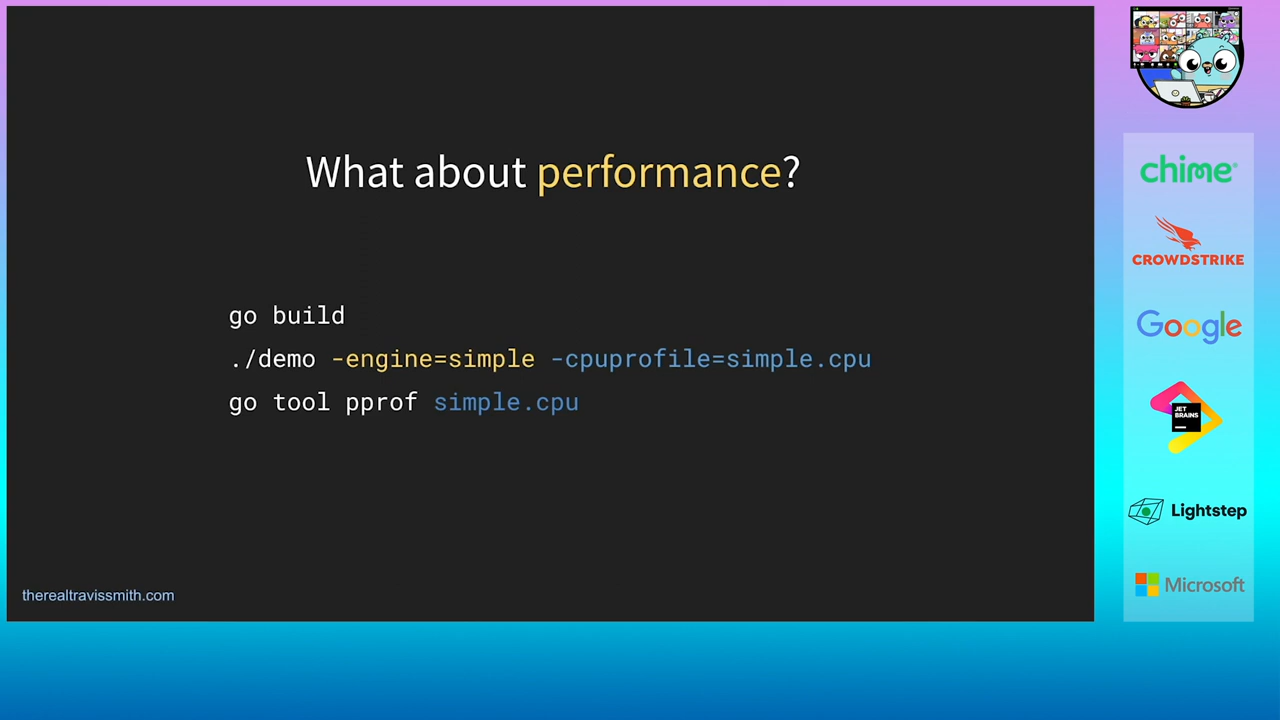 What about performance?
go build
./demo -engine=simple -cpuprofile=simple.cpu
go tool pprof simple.cpu
therealtravissmith.com
chime
CROWDSTRIKE
Google
JET
BRAINS
Lightstep
Microsoft